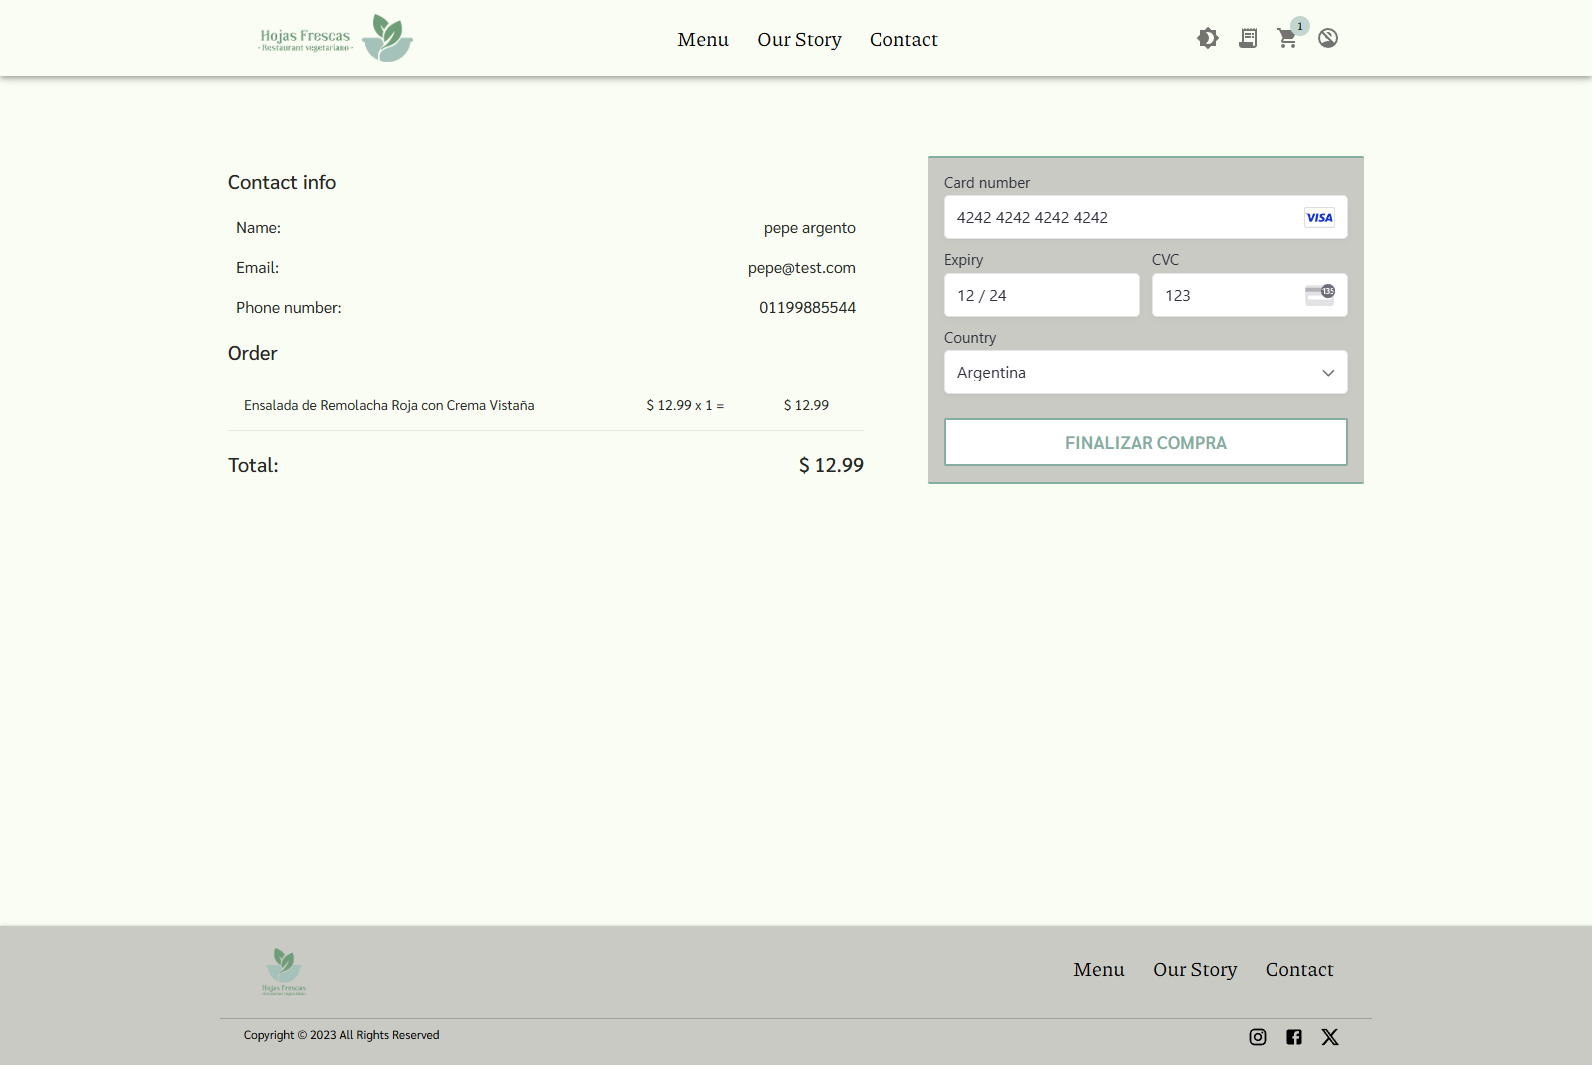 Hojas Frescas
- Restaurant vegetariano -
Menu Our Story Contact
1
Contact info
Name: pepe argento
Email: pepe@test.com
Phone number: 01199885544
Order
Ensalada de Remolacha Roja con Crema Vistaña $ 12.99 x 1 = $ 12.99
Total: $ 12.99
Card number
4242 4242 4242 4242 VISA
Expiry CVC
12 / 24 123 135
Country
Argentina
FINALIZAR COMPRA
Hojas Frescas
Menu Our Story Contact
Copyright © 2023 All Rights Reserved